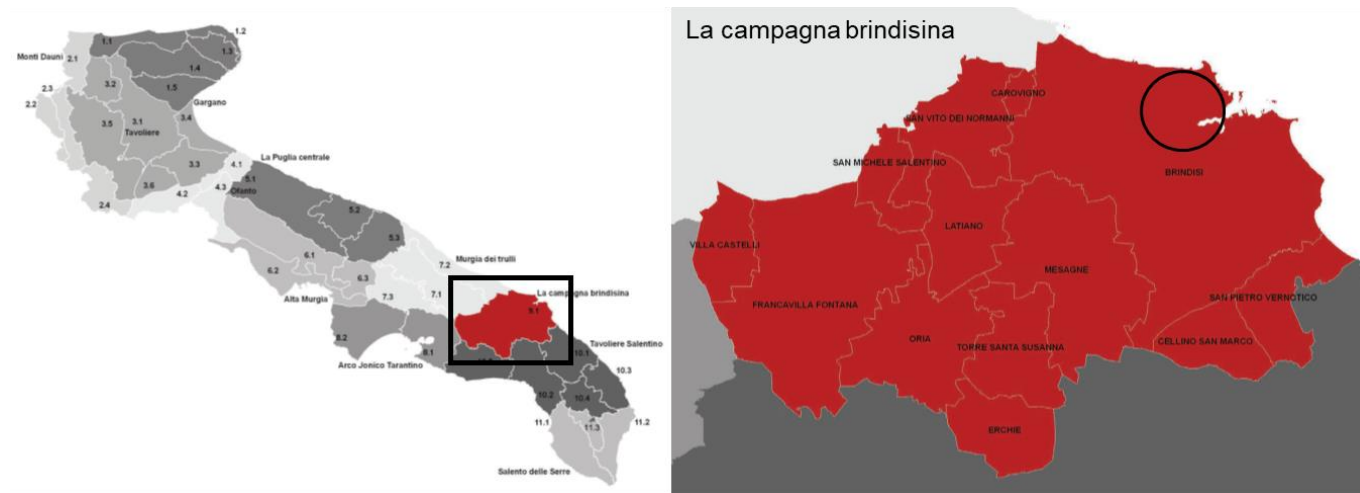 La campagna brindisina
1.1
1.2
1.3
Monti Dauni
2.1
1.4
2.3
3.2
1.5
2.2
Gargano
3.4
3.5
3.1
Tavoliere
La Puglia centrale
3.3
4.1
5.1
3.6
4.3
Ofanto
4.2
2.4
5.2
5.3
7.2
Murgia dei trulli
6.1
6.2
6.3
7.1
7.3
La campagna brindisina
Alta Murgia
9.1
8.2
Tavoliere Salentino
8.1
10.1
Arco Jonico Tarantino
10.3
10.2
10.4
11.1
11.2
11.3
Salento delle Serre
CAROVIGNO
SAN VITO DEI NORMANNI
SAN MICHELE SALENTINO
BRINDISI
LATIANO
VILLA CASTELLI
MESAGNE
FRANCAVILLA FONTANA
SAN PIETRO VERNOTICO
ORIA
TORRE SANTA SUSANNA
CELLINO SAN MARCO
ERCHIE